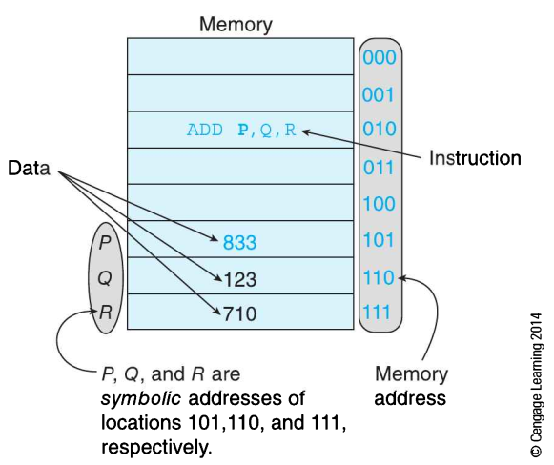 Memory
000
001
ADD P,Q,R 010
Instruction
011
Data
100
P 833 101
Q 123 110
R 710 111
P, Q, and R are
symbolic addresses of
locations 101,110, and 111,
respectively.
Memory
address
© Cengage Learning 2014